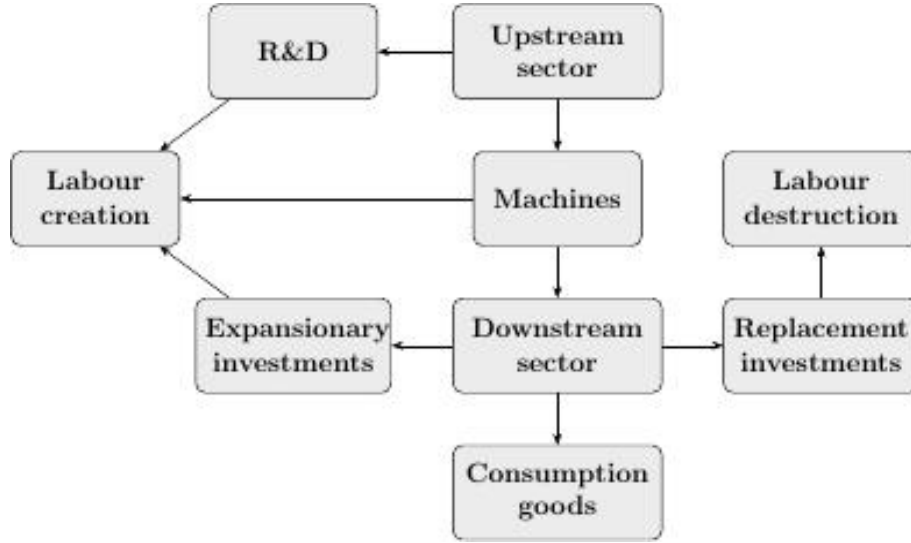 R&D
Upstream
sector
Labour
creation
Machines
Labour
destruction
Expansionary
investments
Downstream
sector
Replacement
investments
Consumption
goods